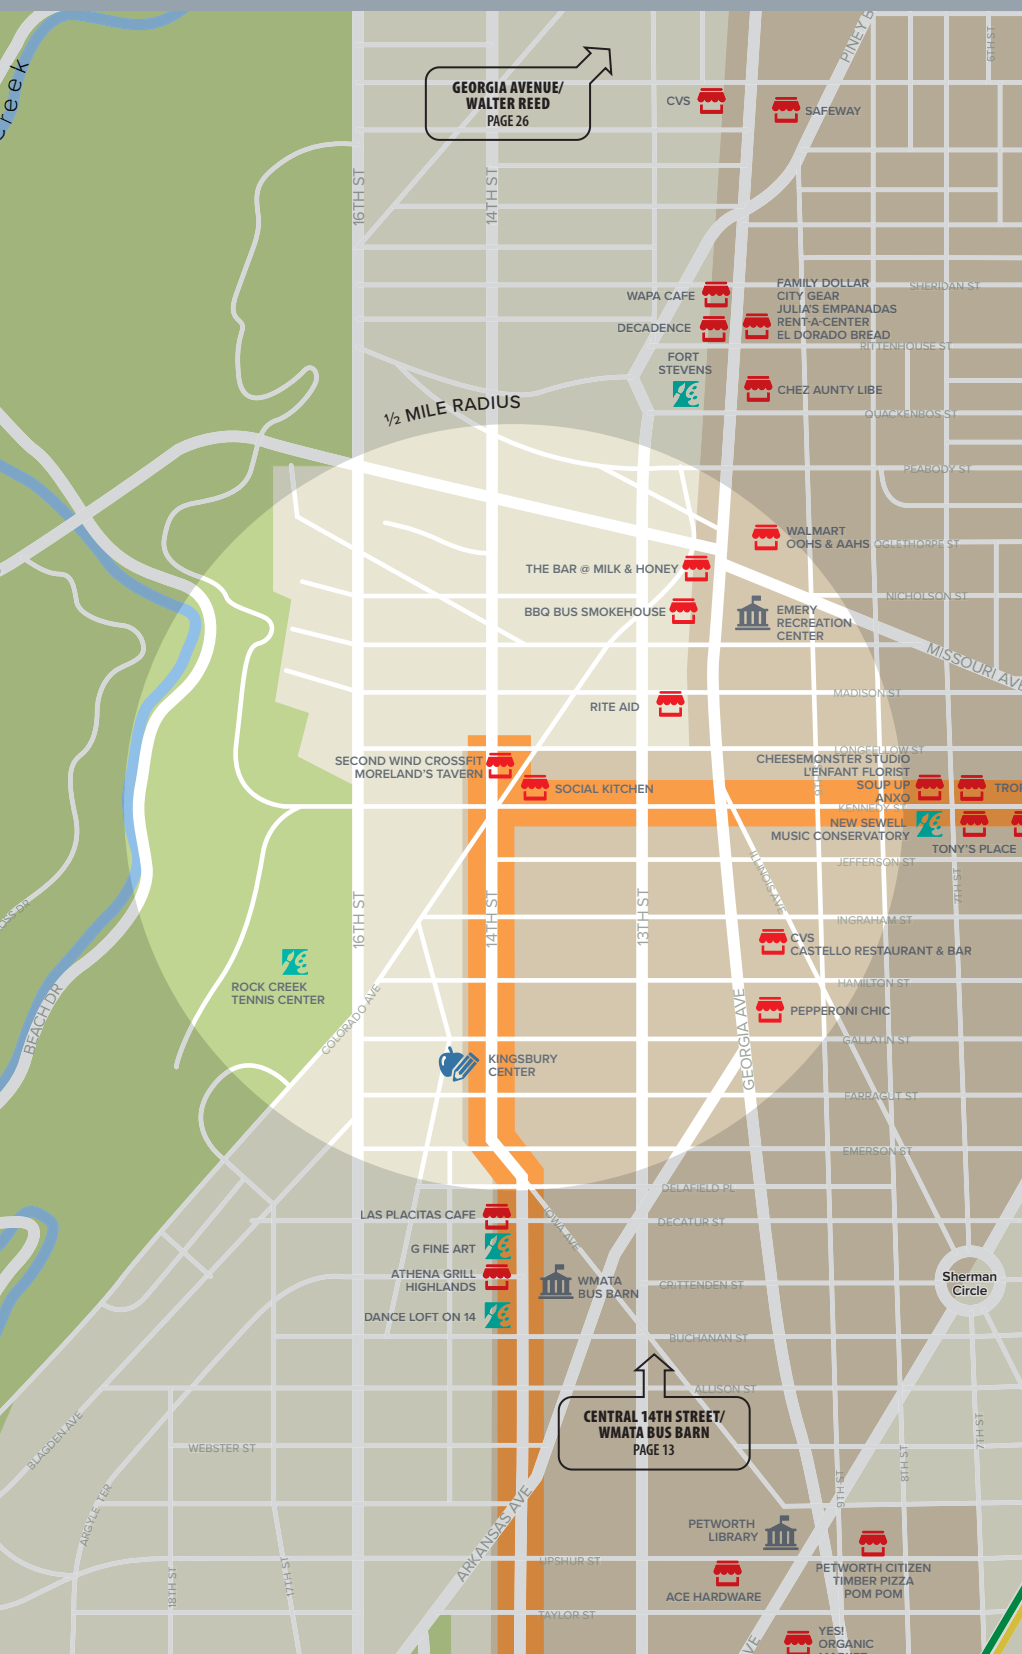 Creek
PINEY B
6TH ST
GEORGIA AVENUE/
WALTER REED
PAGE 26
CVS
SAFEWAY
16TH ST
14TH ST
FAMILY DOLLAR
CITY GEAR
JULIA'S EMPANADAS
RENT-A-CENTER
EL DORADO BREAD
SHERIDAN ST
WAPA CAFE
DECADENCE
RITTENHOUSE ST
FORT
STEVENS
CHEZ AUNTY LIBE
½ MILE RADIUS
QUACKENBOS ST
PEABODY ST
WALMART
OOHS & AAHS
OGLETHORPE ST
THE BAR @ MILK & HONEY
NICHOLSON ST
BBQ BUS SMOKEHOUSE
EMERY
RECREATION
CENTER
MISSOURI AVE
MADISON ST
RITE AID
LONGFELLOW ST
SECOND WIND CROSSFIT
MORELAND'S TAVERN
SOCIAL KITCHEN
CHEESEMONSTER STUDIO
L'ENFANT FLORIST
SOUP UP
ANXO
TROP
KENNEDY ST
NEW SEWELL
MUSIC CONSERVATORY
TONY'S PLACE
JEFFERSON ST
ILLINOIS AVE
7TH ST
16TH ST
14TH ST
13TH ST
INGRAHAM ST
CVS
CASTELLO RESTAURANT & BAR
ROCK CREEK
TENNIS CENTER
HAMILTON ST
BEACH DR
COLORADO AVE
GEORGIA AVE
PEPPERONI CHIC
GALLATIN ST
KINGSBURY
CENTER
FARRAGUT ST
EMERSON ST
DELAFIELD PL
LAS PLACITAS CAFE
IOWA AVE
DECATUR ST
G FINE ART
ATHENA GRILL
HIGHLANDS
WMATA
BUS BARN
CRITTENDEN ST
Sherman
Circle
DANCE LOFT ON 14
BUCHANAN ST
ALLISON ST
CENTRAL 14TH STREET/
WMATA BUS BARN
PAGE 13
BLAGDEN AVE
WEBSTER ST
7TH ST
8TH ST
9TH ST
ARGYLE TER
ARKANSAS AVE
PETWORTH
LIBRARY
UPSHUR ST
18TH ST
17TH ST
PETWORTH CITIZEN
TIMBER PIZZA
POM POM
ACE HARDWARE
TAYLOR ST
YES!
ORGANIC
MARKET
VE